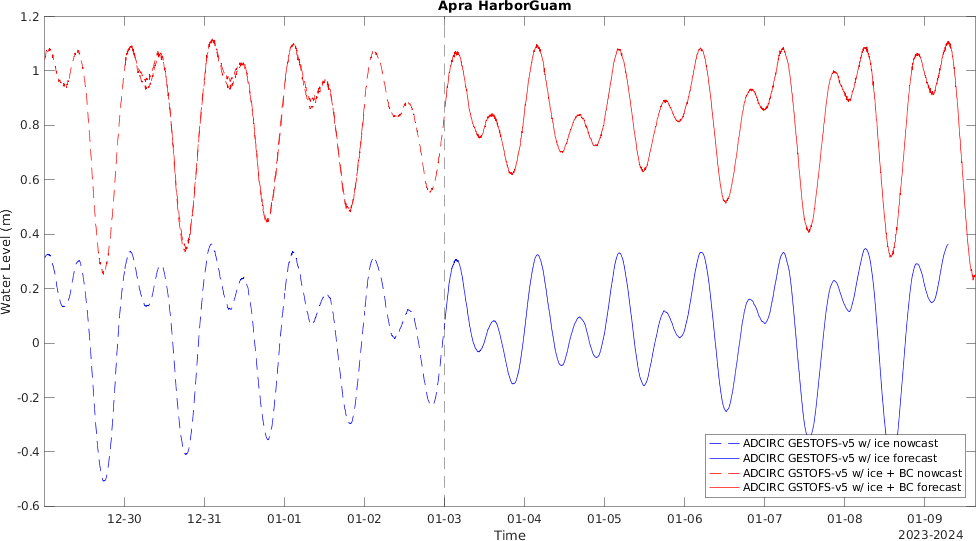 Apra HarborGuam
1.2
1
0.8
0.6
0.4
0.2
0
-0.2
-0.4
-0.6
Water Level (m)
ADCIRC GESTOFS-v5 w/ ice nowcast
ADCIRC GESTOFS-v5 w/ ice forecast
ADCIRC GSTOFS-v5 w/ ice + BC nowcast
ADCIRC GSTOFS-v5 w/ ice + BC forecast
12-30 12-31 01-01 01-02 01-03 01-04 01-05 01-06 01-07 01-08 01-09
Time
2023-2024